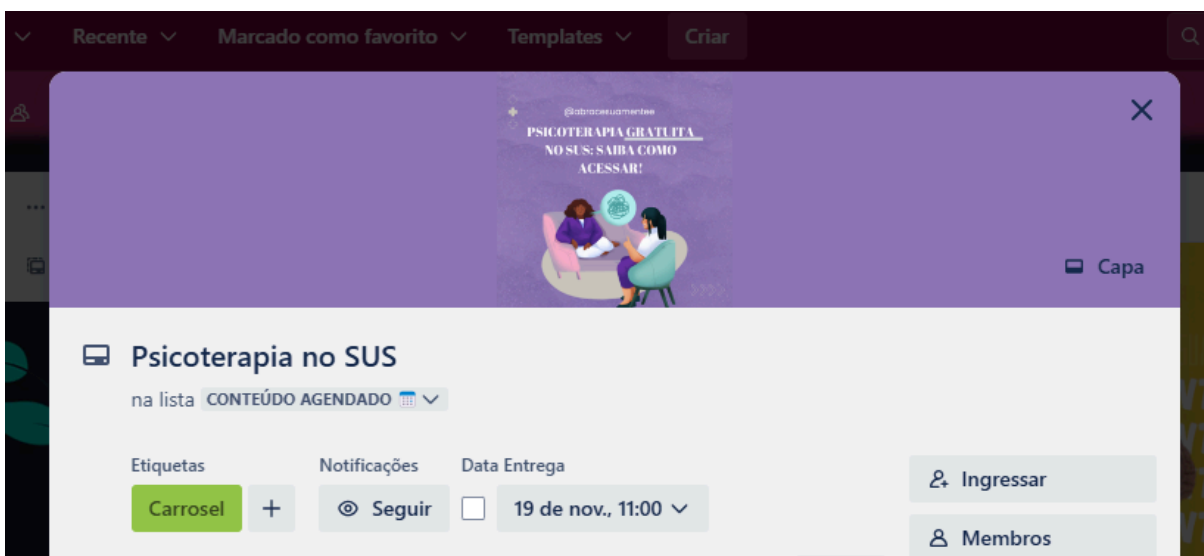 Recente Marcado como favorito Templates Criar
@abracesuamentee
PSICOTERAPIA GRATUITA
NO SUS: SAIBA COMO
ACESSAR!
Capa
Psicoterapia no SUS
na lista CONTEÚDO AGENDADO
Etiquetas Notificações Data Entrega
Carrosel + Seguir 19 de nov., 11:00
Ingressar
Membros